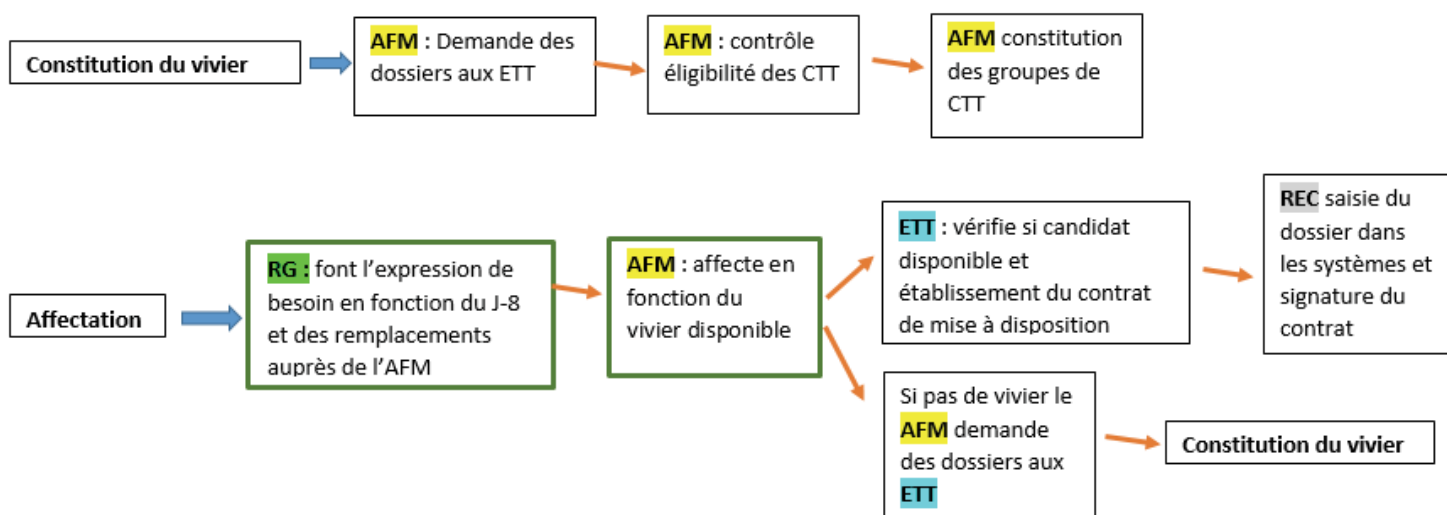 Constitution du vivier
AFM : Demande des
dossiers aux ETT
AFM : contrôle
éligibilité des CTT
AFM constitution
des groupes de
CTT
Affectation
RG : font l’expression de
besoin en fonction du J-8
et des remplacements
auprès de l’AFM
AFM : affecte en
fonction du
vivier disponible
ETT : vérifie si candidat
disponible et
établissement du contrat
de mise à disposition
REC saisie du
dossier dans
les systèmes et
signature du
contrat
Si pas de vivier le
AFM demande
des dossiers aux
ETT
Constitution du vivier